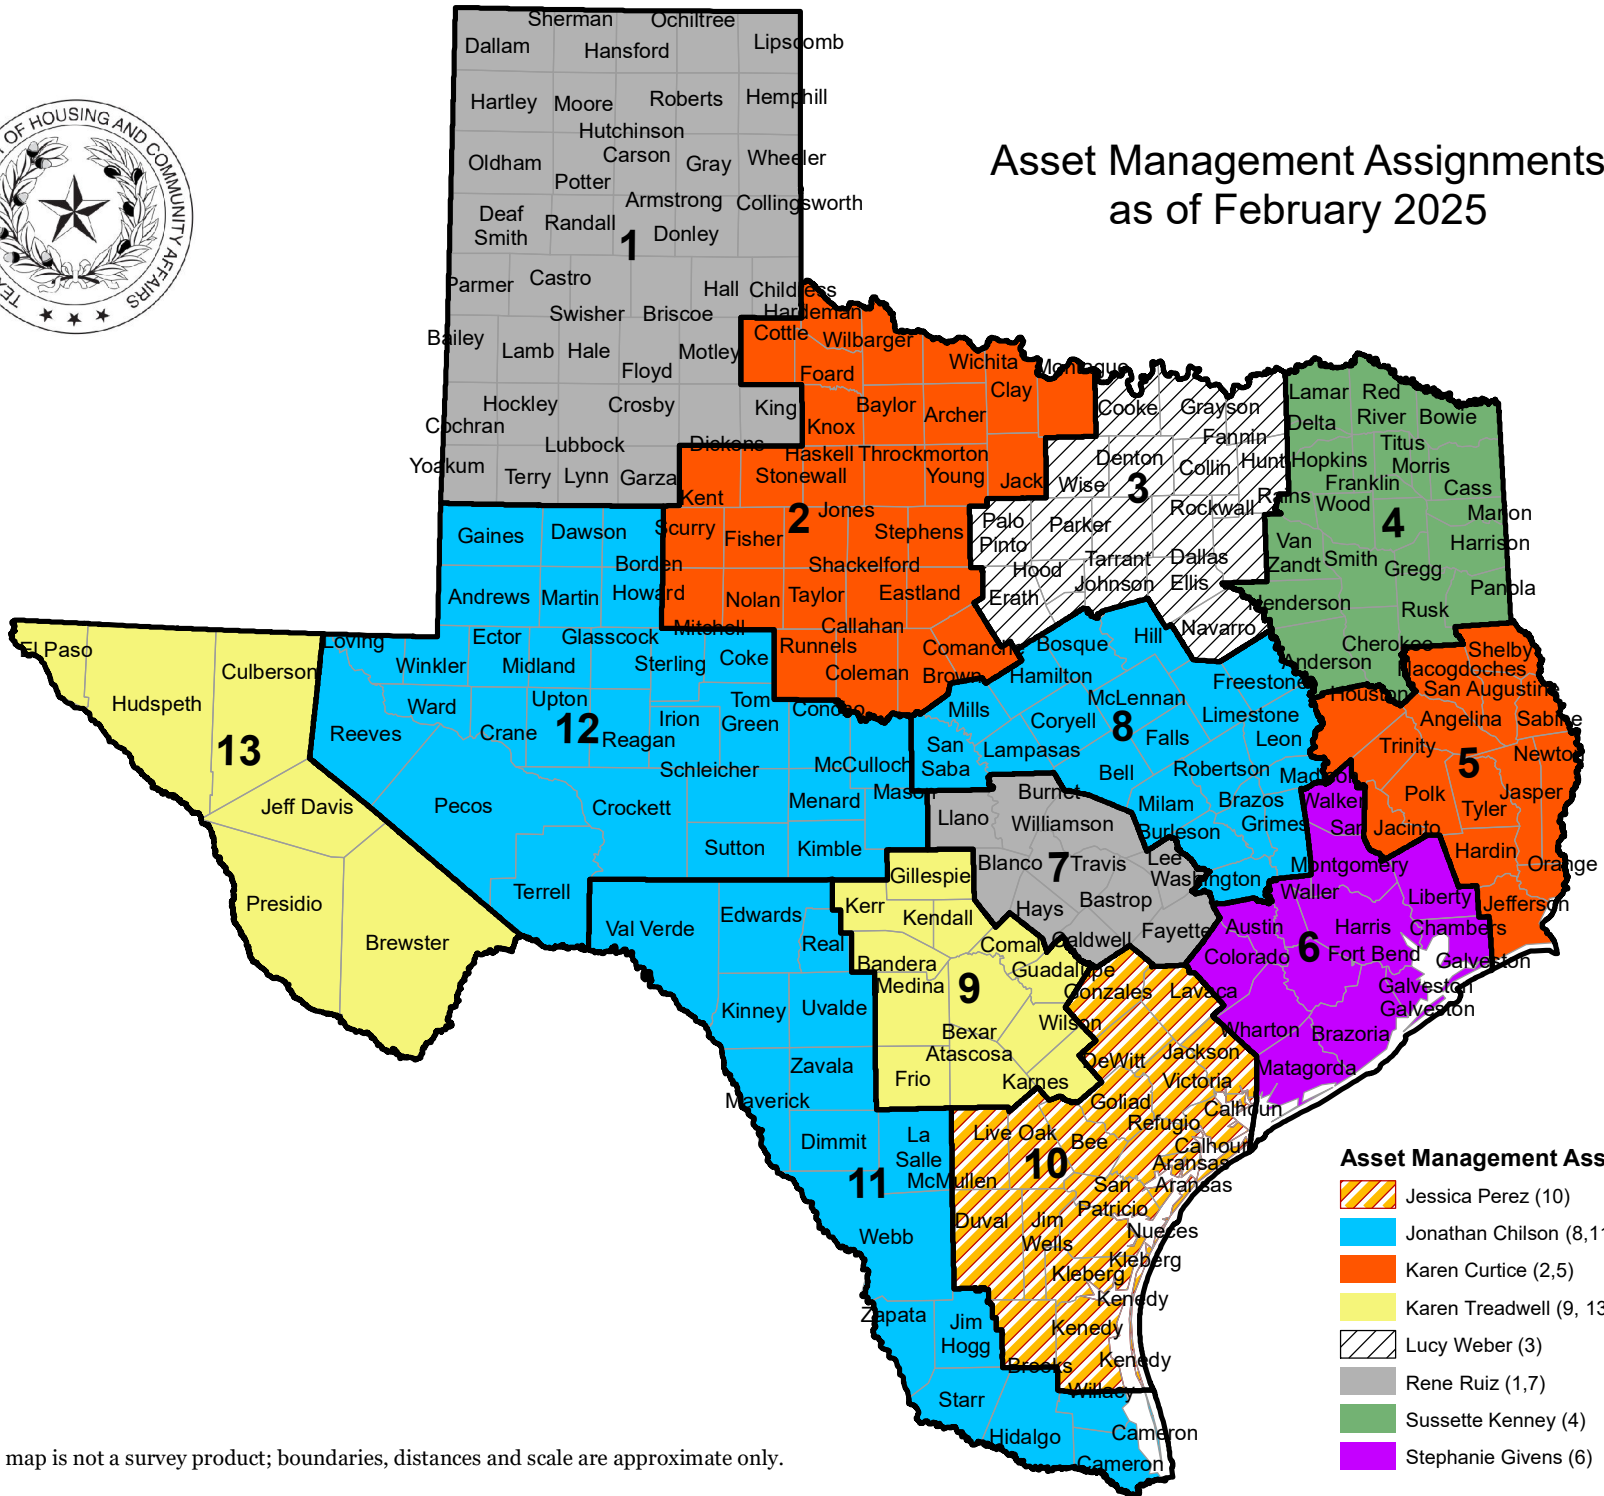 OF HOUSING AND COMMUNITY AFFAIRS
TEX
Asset Management Assignments
as of February 2025
Sherman
Ochiltree
Dallam
Hansford
Lipscomb
Hartley
Moore
Roberts
Hemphill
Hutchinson
Oldham
Carson
Gray
Wheeler
Potter
Armstrong
Collingsworth
Deaf
Smith
Randall
Donley
1
Parmer
Castro
Hall
Childress
Swisher
Briscoe
Hardeman
Bailey
Lamb
Hale
Motley
Cottle
Wilbarger
Floyd
Foard
Wichita
Montague
Clay
Hockley
Crosby
King
Baylor
Archer
Cochran
Knox
Lubbock
Dickens
Haskell
Throckmorton
Yoakum
Terry
Lynn
Garza
Stonewall
Young
Jack
Kent
2
Jones
Scurry
Fisher
Stephens
Shackelford
Nolan
Taylor
Eastland
Mitchell
Callahan
Runnels
Comanche
Coleman
Brown
Cooke
Grayson
Fannin
Denton
Collin
Hunt
Wise
3
Rockwall
Rains
Palo
Pinto
Parker
Hood
Tarrant
Dallas
Johnson
Ellis
Erath
Navarro
Lamar
Red
River
Bowie
Delta
Titus
Hopkins
Morris
Franklin
Cass
Wood
4
Marion
Van
Zandt
Smith
Harrison
Gregg
Panola
Henderson
Rusk
Cherokee
Anderson
Shelby
Nacogdoches
Houston
San Augustine
Angelina
Sabine
Trinity
5
Newton
Polk
Tyler
Jasper
San
Jacinto
Hardin
Orange
Jefferson
Gaines
Dawson
Borden
Andrews
Martin
Howard
Loving
Ector
Glasscock
Winkler
Midland
Sterling
Coke
Ward
Upton
12
Tom
Green
Concho
Reeves
Crane
Irion
Reagan
Schleicher
McCulloch
Pecos
Crockett
Menard
Mason
Sutton
Kimble
Terrell
El Paso
Culberson
Hudspeth
13
Jeff Davis
Presidio
Brewster
Bosque
Hill
Hamilton
Freestone
McLennan
Mills
Coryell
8
Limestone
Falls
Leon
San
Saba
Lampasas
Bell
Robertson
Madison
Milam
Brazos
Grimes
Burleson
Washington
Burnet
Llano
Williamson
Blanco
7
Travis
Lee
Hays
Bastrop
Caldwell
Fayette
Walker
Montgomery
Waller
Liberty
Austin
Harris
Chambers
Colorado
6
Fort Bend
Galveston
Galveston
Galveston
Wharton
Brazoria
Matagorda
Gillespie
Kerr
Kendall
Comal
Bandera
Guadalupe
Medina
9
Wilson
Bexar
Atascosa
Frio
Karnes
Val Verde
Edwards
Real
Kinney
Uvalde
Zavala
Maverick
Dimmit
La
Salle
McMullen
11
Webb
Zapata
Jim
Hogg
Starr
Hidalgo
Willacy
Cameron
Cameron
Gonzales
Lavaca
DeWitt
Jackson
Victoria
Goliad
Calhoun
Refugio
Live Oak
Bee
Calhoun
10
Aransas
Aransas
San
Patricio
Duval
Jim
Wells
Nueces
Kleberg
Kleberg
Kenedy
Kenedy
Kenedy
Brooks
Asset Management Ass
Jessica Perez (10)
Jonathan Chilson (8,11
Karen Curtice (2,5)
Karen Treadwell (9, 13
Lucy Weber (3)
Rene Ruiz (1,7)
Sussette Kenney (4)
Stephanie Givens (6)
map is not a survey product; boundaries, distances and scale are approximate only.